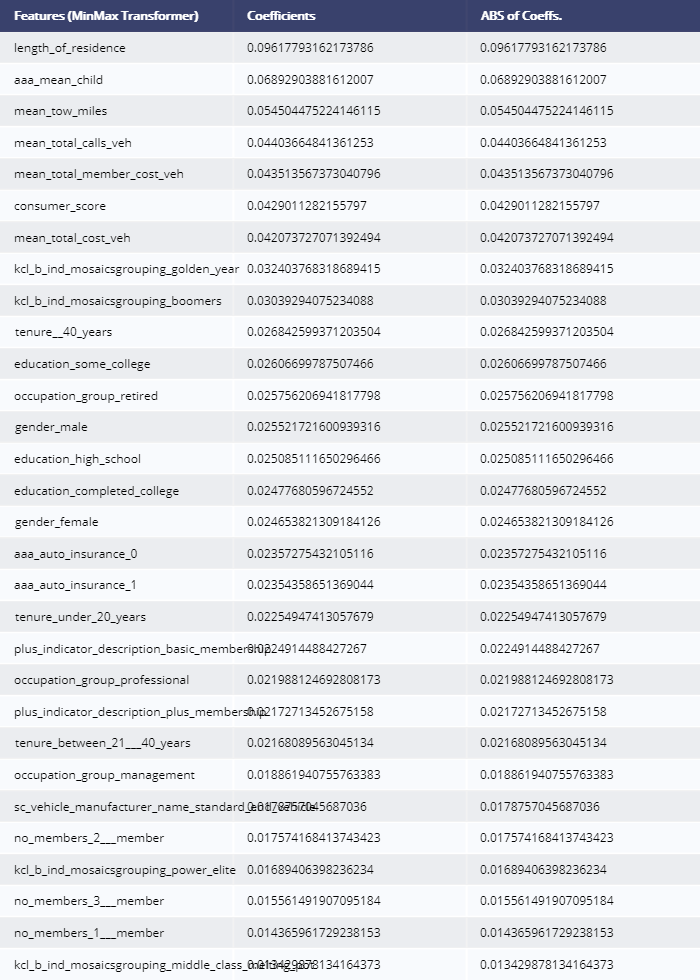 Features (MinMax Transformer) Coefficients ABS of Coeffs.
length_of_residence 0.09617793162173786 0.09617793162173786
aaa_mean_child 0.06892903881612007 0.06892903881612007
mean_tow_miles 0.054504475224146115 0.054504475224146115
mean_total_calls_veh 0.04403664841361253 0.04403664841361253
mean_total_member_cost_veh 0.043513567373040796 0.043513567373040796
consumer_score 0.0429011282155797 0.0429011282155797
mean_total_cost_veh 0.042073727071392494 0.042073727071392494
kcl_b_ind_mosaicsgrouping_golden_year 0.032403768318689415 0.032403768318689415
kcl_b_ind_mosaicsgrouping_boomers 0.03039294075234088 0.03039294075234088
tenure__40_years 0.026842599371203504 0.026842599371203504
education_some_college 0.02606699787507466 0.02606699787507466
occupation_group_retired 0.025756206941817798 0.025756206941817798
gender_male 0.025521721600939316 0.025521721600939316
education_high_school 0.025085111650296466 0.025085111650296466
education_completed_college 0.02477680596724552 0.02477680596724552
gender_female 0.024653821309184126 0.024653821309184126
aaa_auto_insurance_0 0.02357275432105116 0.02357275432105116
aaa_auto_insurance_1 0.02354358651369044 0.02354358651369044
tenure_under_20_years 0.02254947413057679 0.02254947413057679
plus_indicator_description_basic_membership 0.0224914488427267 0.0224914488427267
occupation_group_professional 0.021988124692808173 0.021988124692808173
plus_indicator_description_plus_membership 0.02172713452675158 0.02172713452675158
tenure_between_21___40_years 0.02168089563045134 0.02168089563045134
occupation_group_management 0.018861940755763383 0.018861940755763383
sc_vehicle_manufacturer_name_standard_end_vehicle 0.0178757045687036 0.0178757045687036
no_members_2___member 0.017574168413743423 0.017574168413743423
kcl_b_ind_mosaicsgrouping_power_elite 0.01689406398236234 0.01689406398236234
no_members_3___member 0.015561491907095184 0.015561491907095184
no_members_1___member 0.014365961729238153 0.014365961729238153
kcl_b_ind_mosaicsgrouping_middle_class_melting_pot 0.013429878134164373 0.013429878134164373